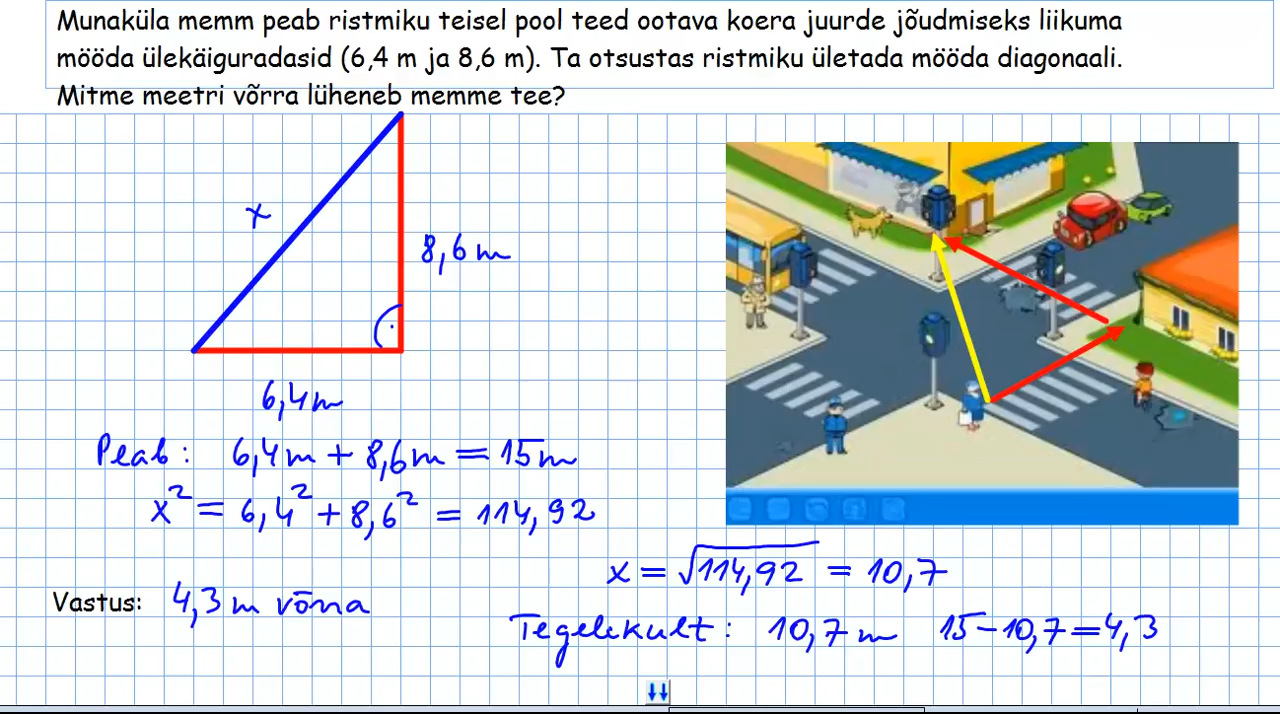 Munaküla memm peab ristmiku teisel pool teed ootava koera juurde jõudmiseks liikuma
mööda ülekäiguradasid (6,4 m ja 8,6 m). Ta otsustas ristmiku ületada mööda diagonaali.
Mitme meetri võrra lüheneb memme tee?
x
8,6 m
6,4 m
Peab: 6,4 m + 8,6 m = 15 m
x² = 6,4² + 8,6² = 114,92
x = √114,92 = 10,7
Vastus: 4,3 m võrra
Tegelikult: 10,7 m 15 - 10,7 = 4,3